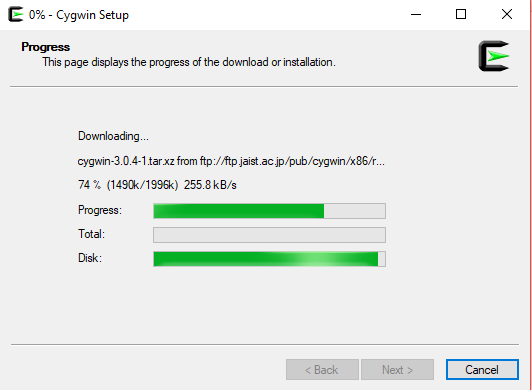 0% - Cygwin Setup
Progress
This page displays the progress of the download or installation.
Downloading...
cygwin-3.0.4-1.tar.xz from ftp://ftp.jaist.ac.jp/pub/cygwin/x86/r...
74 % (1490k/1996k) 255.8 kB/s
Progress:
Total:
Disk:
< Back Next > Cancel